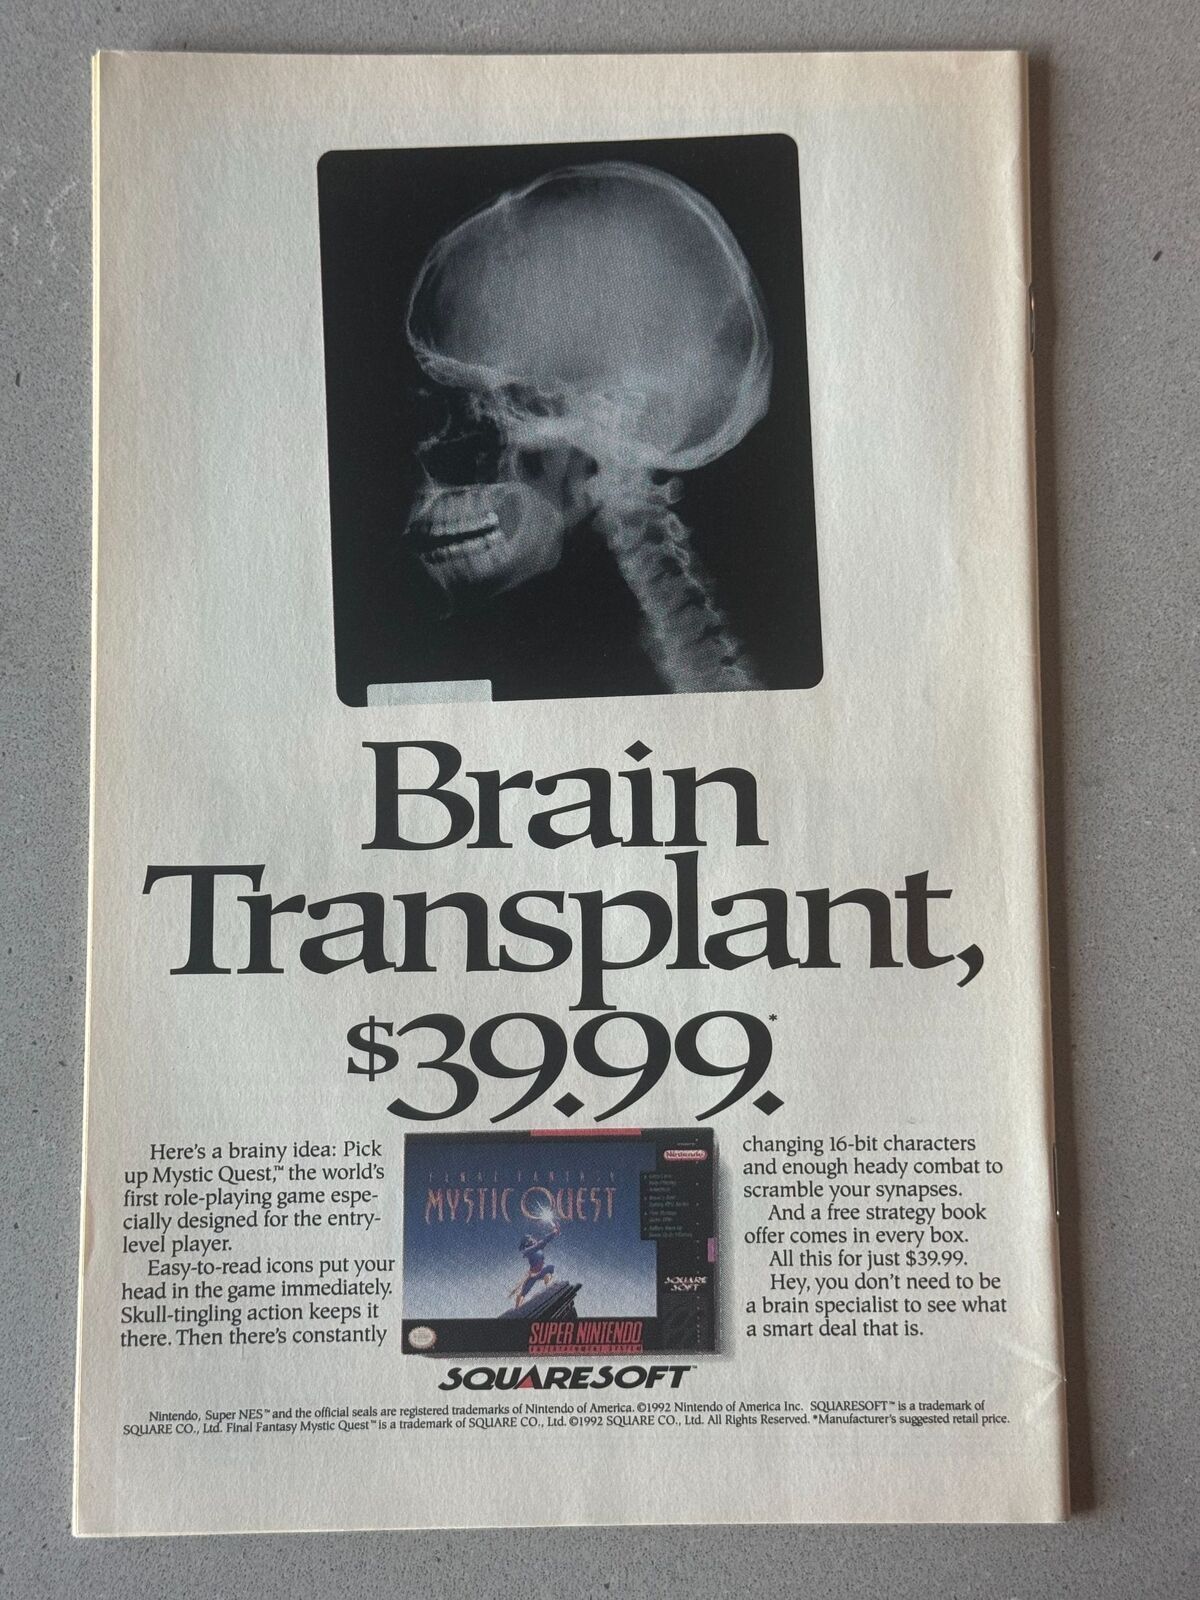 Brain
Transplant,
$39.99.*
Here's a brainy idea: Pick
up Mystic Quest,™ the world's
first role-playing game espe-
cially designed for the entry-
level player.
Easy-to-read icons put your
head in the game immediately.
Skull-tingling action keeps it
there. Then there's constantly
Nintendo
FINAL FANTASY
MYSTIC QUEST
SQUARE
SOFT
SUPER NINTENDO
ENTERTAINMENT SYSTEM
changing 16-bit characters
and enough heady combat to
scramble your synapses.
And a free strategy book
offer comes in every box.
All this for just $39.99.
Hey, you don't need to be
a brain specialist to see what
a smart deal that is.
SQUARESOFT™
Nintendo, Super NES™ and the official seals are registered trademarks of Nintendo of America. ©1992 Nintendo of America Inc. SQUARESOFT™ is a trademark of
SQUARE CO., Ltd. Final Fantasy Mystic Quest™ is a trademark of SQUARE CO., Ltd. ©1992 SQUARE CO., Ltd. All Rights Reserved. *Manufacturer's suggested retail price.